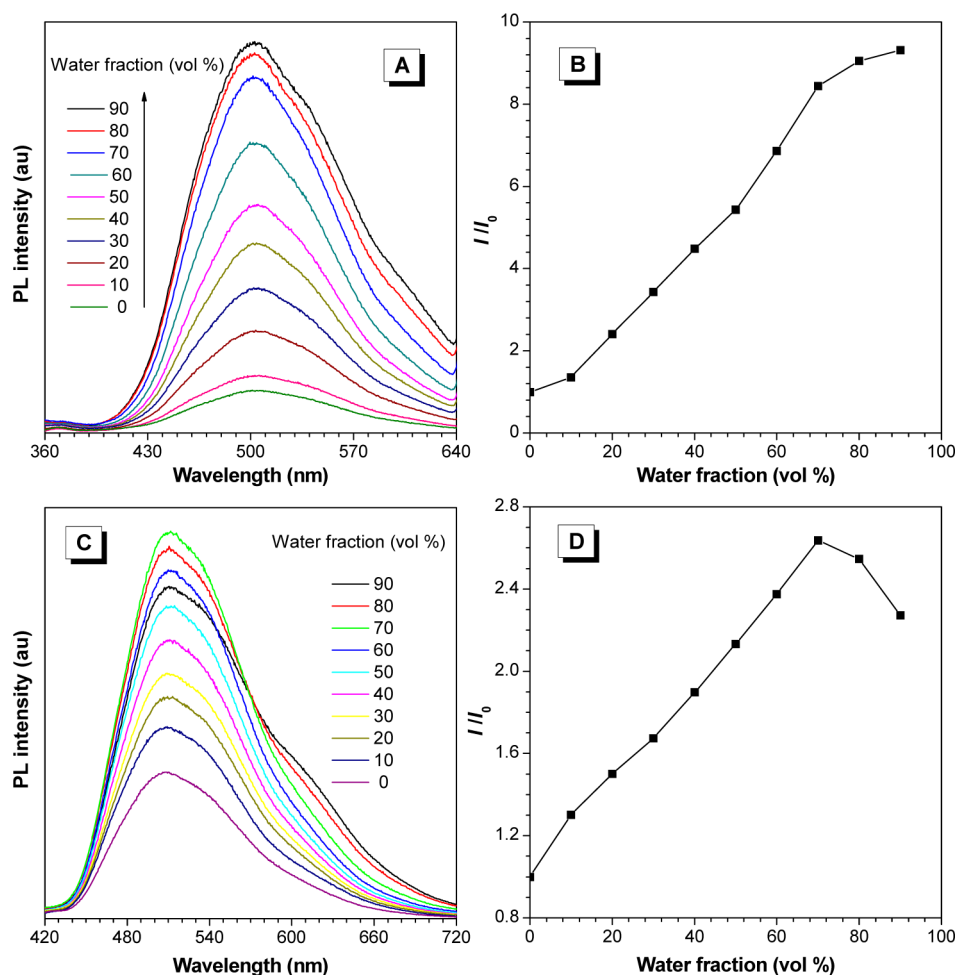 A
Water fraction (vol %)
90
80
70
60
50
40
30
20
10
0
PL intensity (au)
360 430 500 570 640
Wavelength (nm)
B
10
8
6
4
2
0
I/I0
0 20 40 60 80 100
Water fraction (vol %)
C
Water fraction (vol %)
90
80
70
60
50
40
30
20
10
0
PL intensity (au)
420 480 540 600 660 720
Wavelength (nm)
D
2.8
2.4
2.0
1.6
1.2
0.8
I/I0
0 20 40 60 80 100
Water fraction (vol %)